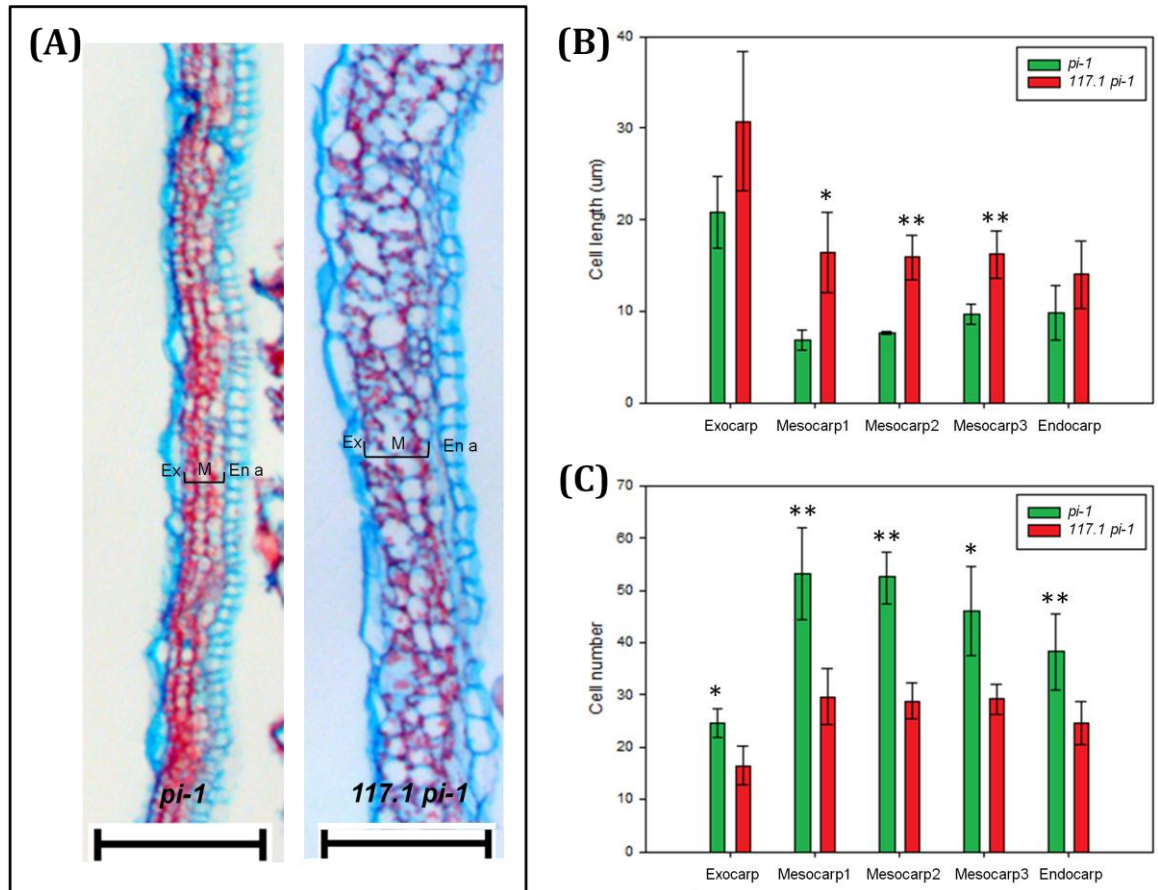 (A)
Ex M En a
pi-1
Ex M En a
117.1 pi-1
(B)
40
30
20
10
0
Cell length (um)
pi-1
117.1 pi-1
*
**
**
Exocarp Mesocarp1 Mesocarp2 Mesocarp3 Endocarp
(C)
70
60
50
40
30
20
10
0
Cell number
pi-1
117.1 pi-1
*
**
**
*
**
Exocarp Mesocarp1 Mesocarp2 Mesocarp3 Endocarp